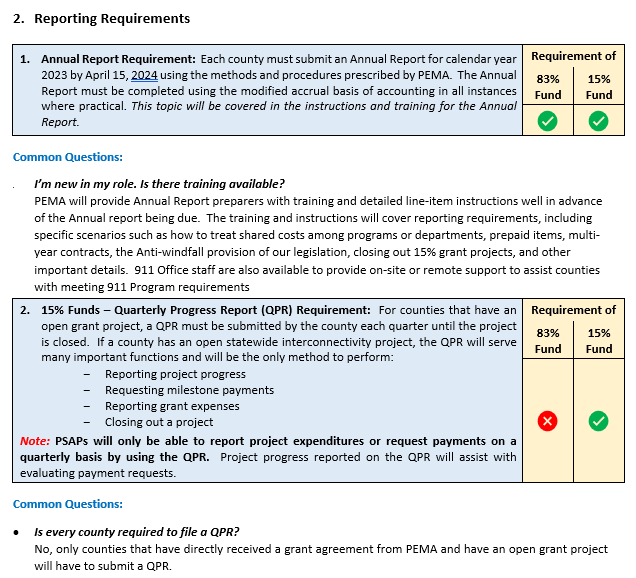 2. Reporting Requirements
1. Annual Report Requirement: Each county must submit an Annual Report for calendar year
2023 by April 15, 2024 using the methods and procedures prescribed by PEMA. The Annual
Report must be completed using the modified accrual basis of accounting in all instances
where practical. This topic will be covered in the instructions and training for the Annual
Report.
Requirement of
83%
Fund
15%
Fund
Common Questions:
I'm new in my role. Is there training available?
PEMA will provide Annual Report preparers with training and detailed line-item instructions well in advance
of the Annual report being due. The training and instructions will cover reporting requirements, including
specific scenarios such as how to treat shared costs among programs or departments, prepaid items, multi-
year contracts, the Anti-windfall provision of our legislation, closing out 15% grant projects, and other
important details. 911 Office staff are also available to provide on-site or remote support to assist counties
with meeting 911 Program requirements
2. 15% Funds – Quarterly Progress Report (QPR) Requirement: For counties that have an
open grant project, a QPR must be submitted by the county each quarter until the project
is closed. If a county has an open statewide interconnectivity project, the QPR will serve
many important functions and will be the only method to perform:
– Reporting project progress
– Requesting milestone payments
– Reporting grant expenses
– Closing out a project
Note: PSAPs will only be able to report project expenditures or request payments on a
quarterly basis by using the QPR. Project progress reported on the QPR will assist with
evaluating payment requests.
Requirement of
83%
Fund
15%
Fund
Common Questions:
• Is every county required to file a QPR?
No, only counties that have directly received a grant agreement from PEMA and have an open grant project
will have to submit a QPR.